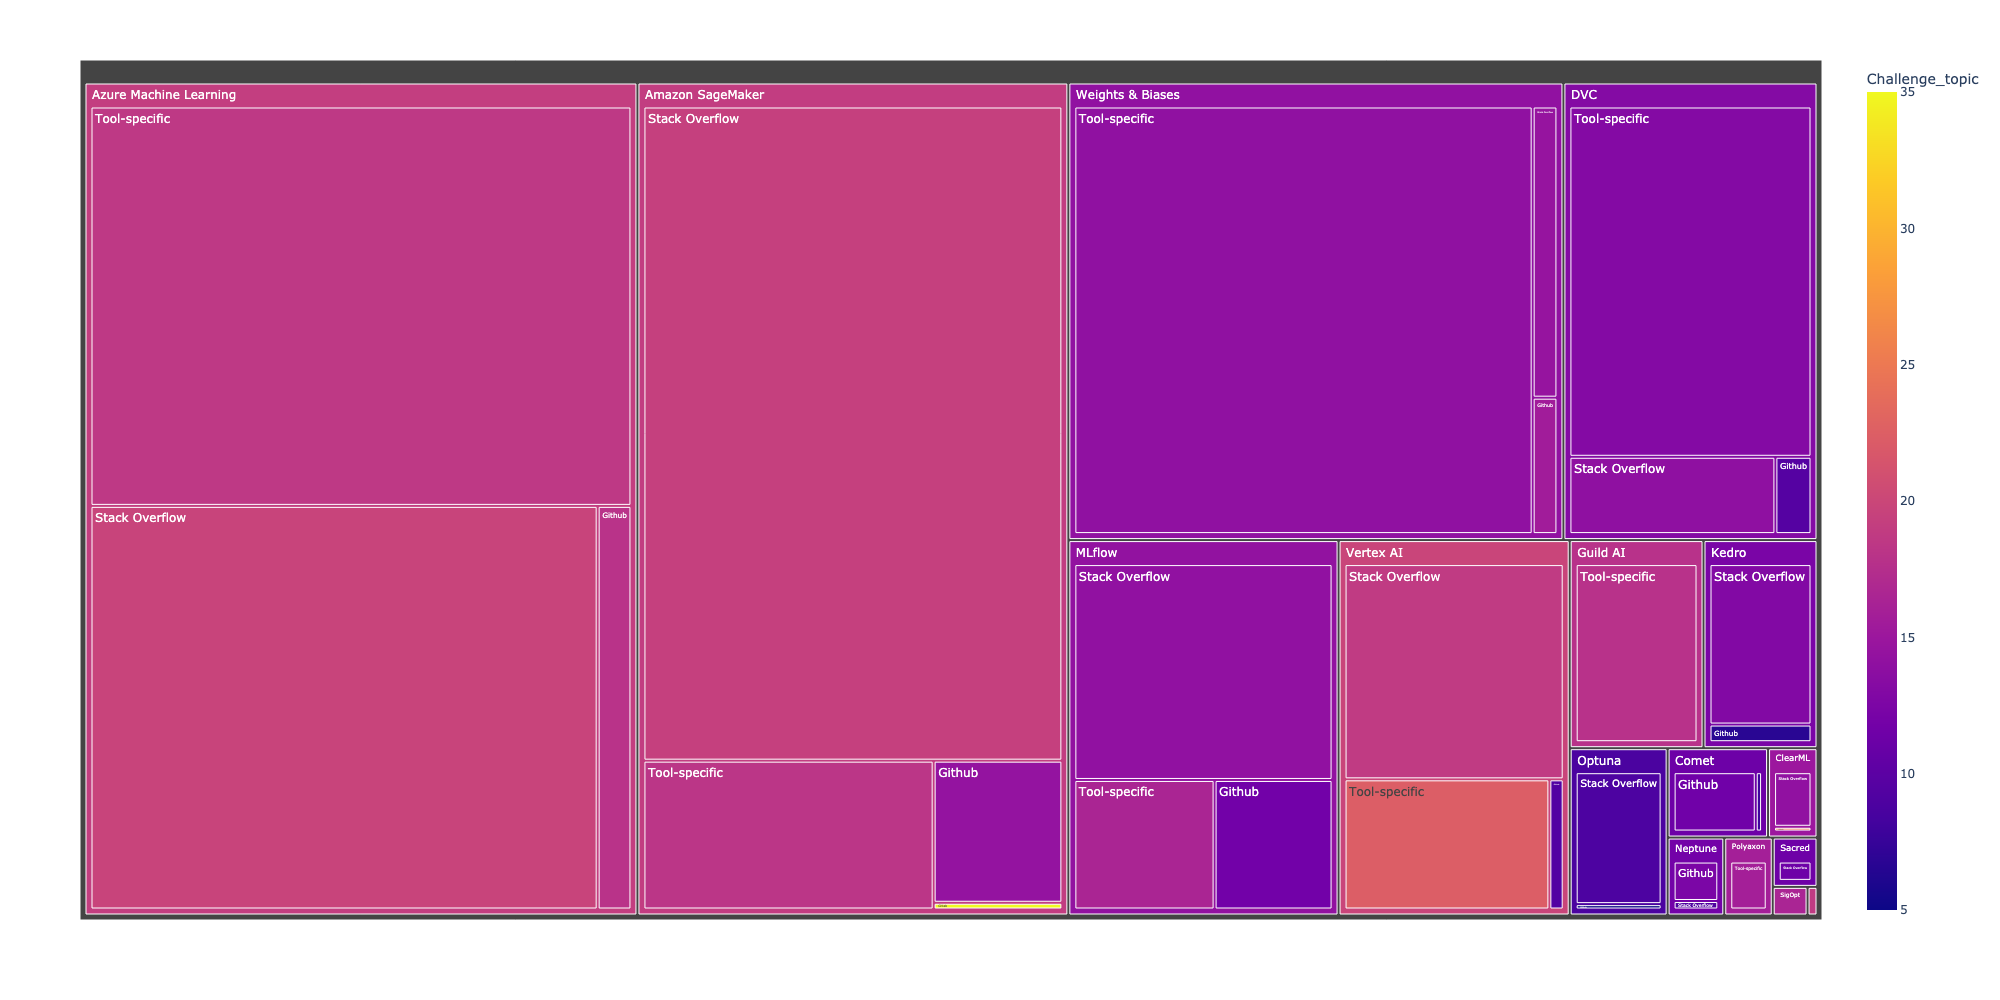 Azure Machine Learning
Tool-specific
Stack Overflow
Github
Amazon SageMaker
Stack Overflow
Tool-specific
Github
Weights & Biases
Tool-specific
Stack Overflow
Github
DVC
Tool-specific
Stack Overflow
Github
MLflow
Stack Overflow
Tool-specific
Github
Vertex AI
Stack Overflow
Tool-specific
Guild AI
Tool-specific
Kedro
Stack Overflow
Github
Optuna
Stack Overflow
Comet
Github
ClearML
Stack Overflow
Neptune
Github
Stack Overflow
Polyaxon
Tool-specific
Sacred
Stack Overflow
SigOpt
Challenge_topic
35
30
25
20
15
10
5